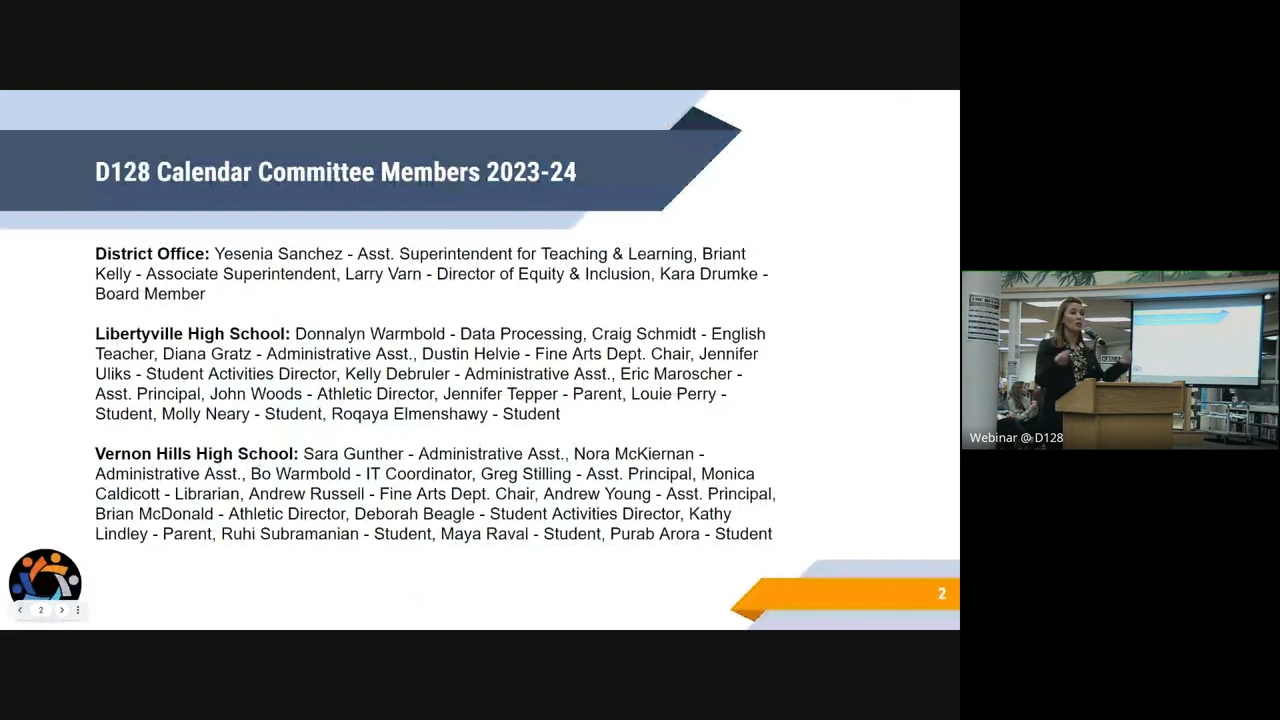 D128 Calendar Committee Members 2023-24
District Office: Yesenia Sanchez - Asst. Superintendent for Teaching & Learning, Briant
Kelly - Associate Superintendent, Larry Varn - Director of Equity & Inclusion, Kara Drumke -
Board Member
Libertyville High School: Donnalyn Warmbold - Data Processing, Craig Schmidt - English
Teacher, Diana Gratz - Administrative Asst., Dustin Helvie - Fine Arts Dept. Chair, Jennifer
Uliks - Student Activities Director, Kelly Depruler - Administrative Asst., Eric Maroscher -
Asst. Principal, John Woods - Athletic Director, Jennifer Tepper - Parent, Louie Perry -
Student, Molly Neary - Student, Roqaya Elmenshawy - Student
Vernon Hills High School: Sara Gunther - Administrative Asst., Nora McKiernan -
Administrative Asst., Bo Warmbold - IT Coordinator, Greg Stilling - Asst. Principal, Monica
Caldicott - Librarian, Andrew Russell - Fine Arts Dept. Chair, Andrew Young - Asst. Principal,
Brian McDonald - Athletic Director, Deborah Beagle - Student Activities Director, Kathy
Lindley - Parent, Ruhi Subramanian - Student, Maya Raval - Student, Purab Arora - Student
2
2
Webinar @ D128